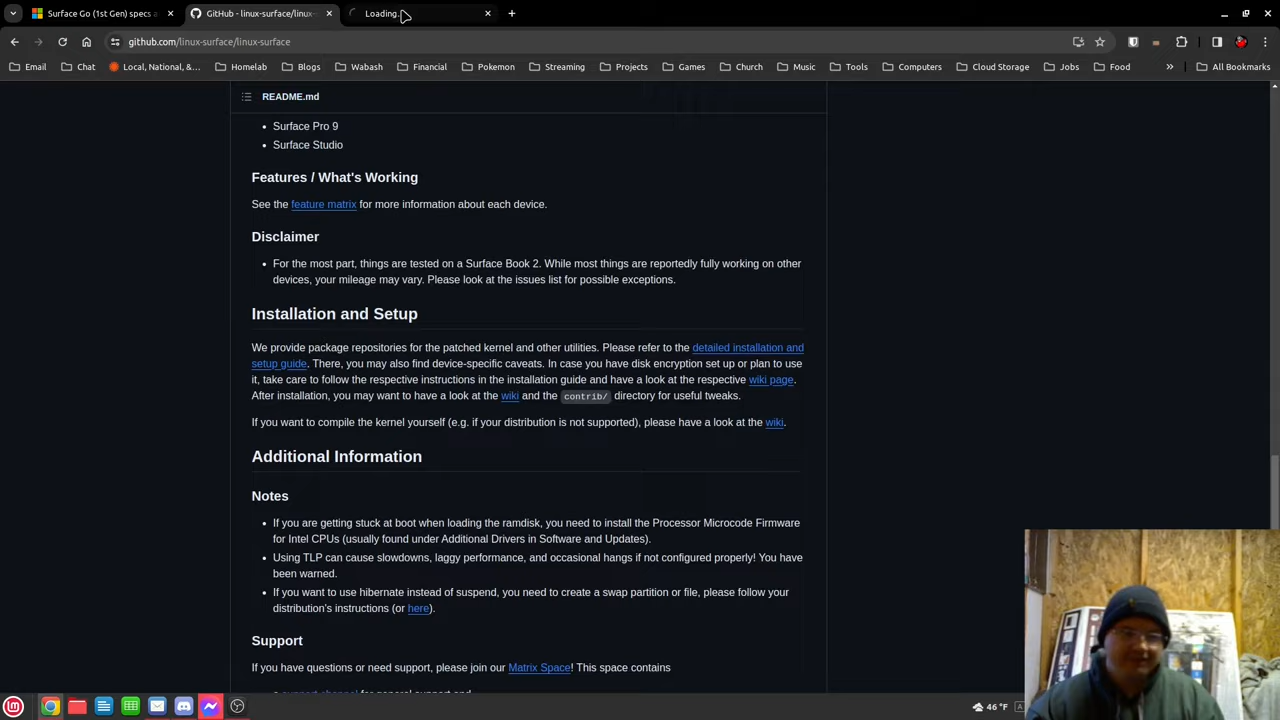 Surface Go (1st Gen) specs a
GitHub - linux-surface/linux-
Loading.
github.com/linux-surface/linux-surface
Email
Chat
Local, National, &...
Homelab
Blogs
Wabash
Financial
Pokemon
Streaming
Projects
Games
Church
Music
Tools
Computers
Cloud Storage
Jobs
Food
»
All Bookmarks
README.md
• Surface Pro 9
• Surface Studio
Features / What's Working
See the feature matrix for more information about each device.
Disclaimer
• For the most part, things are tested on a Surface Book 2. While most things are reportedly fully working on other
devices, your mileage may vary. Please look at the issues list for possible exceptions.
Installation and Setup
We provide package repositories for the patched kernel and other utilities. Please refer to the detailed installation and
setup guide. There, you may also find device-specific caveats. In case you have disk encryption set up or plan to use
it, take care to follow the respective instructions in the installation guide and have a look at the respective wiki page.
After installation, you may want to have a look at the wiki and the contrib/ directory for useful tweaks.
If you want to compile the kernel yourself (e.g. if your distribution is not supported), please have a look at the wiki.
Additional Information
Notes
• If you are getting stuck at boot when loading the ramdisk, you need to install the Processor Microcode Firmware
for Intel CPUs (usually found under Additional Drivers in Software and Updates).
• Using TLP can cause slowdowns, laggy performance, and occasional hangs if not configured properly! You have
been warned.
• If you want to use hibernate instead of suspend, you need to create a swap partition or file, please follow your
distribution's instructions (or here).
Support
If you have questions or need support, please join our Matrix Space! This space contains
a support channel for general support and
46 °F